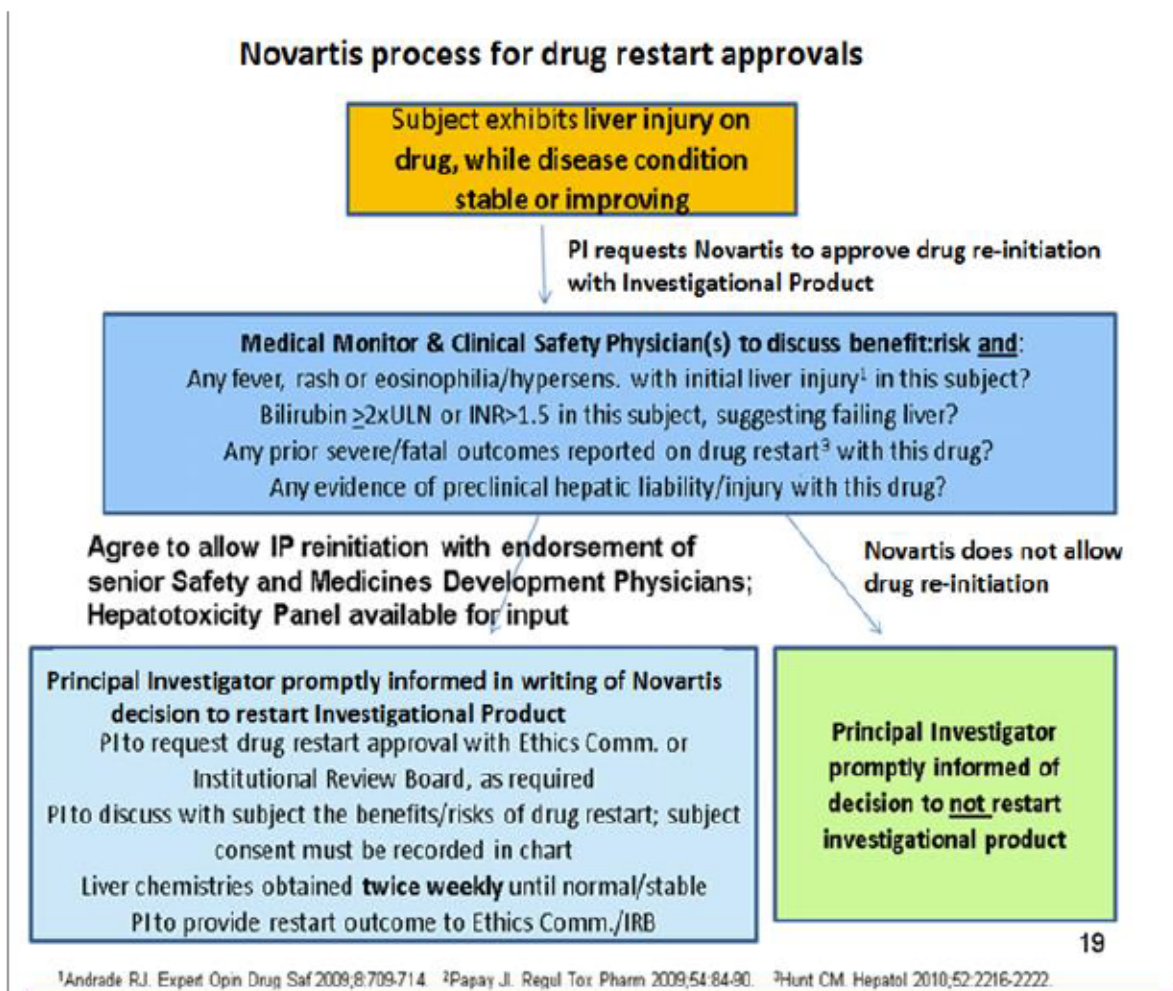 Novartis process for drug restart approvals
Subject exhibits liver injury on
drug, while disease condition
stable or improving
PI requests Novartis to approve drug re-initiation
with Investigational Product
Medical Monitor & Clinical Safety Physician(s) to discuss benefit:risk and:
Any fever, rash or eosinophilia/hypersens. with initial liver injury¹ in this subject?
Bilirubin ≥2xULN or INR>1.5 in this subject, suggesting failing liver?
Any prior severe/fatal outcomes reported on drug restart³ with this drug?
Any evidence of preclinical hepatic liability/injury with this drug?
Agree to allow IP reinitiation with endorsement of
senior Safety and Medicines Development Physicians;
Hepatotoxicity Panel available for input
Novartis does not allow
drug re-initiation
Principal Investigator promptly informed in writing of Novartis
decision to restart Investigational Product
PI to request drug restart approval with Ethics Comm. or
Institutional Review Board, as required
PI to discuss with subject the benefits/risks of drug restart; subject
consent must be recorded in chart
Liver chemistries obtained twice weekly until normal/stable
PI to provide restart outcome to Ethics Comm./IRB
Principal Investigator
promptly informed of
decision to not restart
investigational product
19
¹Andrade RJ. Expert Opin Drug Saf 2009;8:709-714. ²Papay JI. Regul Tox Pharm 2009;54:84-90. ³Hunt CM. Hepatol 2010;52:2216-2222.